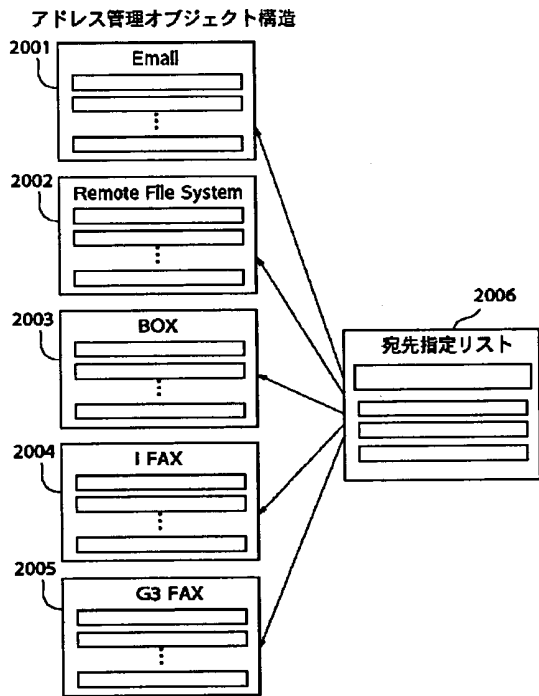 アドレス管理オブジェクト構造
2001
Email
2002
Remote File System
2003
BOX
2004
I FAX
2005
G3 FAX
2006
宛先指定リスト